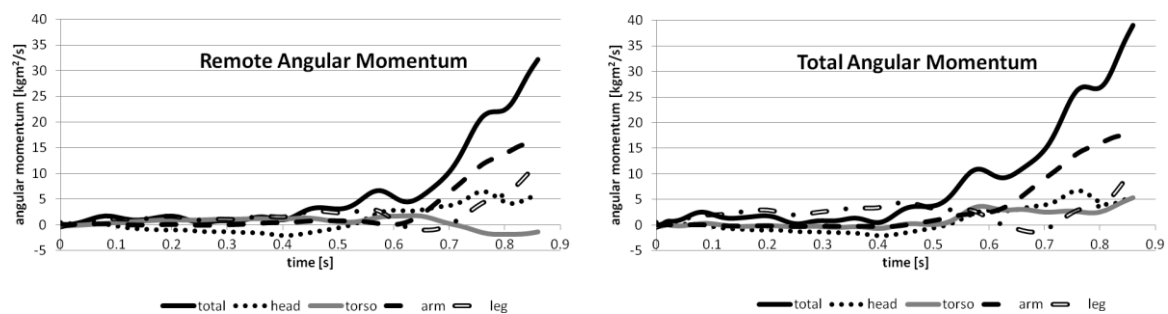 Remote Angular Momentum
angular momentum [kgm²/s]
40
35
30
25
20
15
10
5
0
-5
0 0.1 0.2 0.3 0.4 0.5 0.6 0.7 0.8 0.9
time [s]
total head torso arm leg
Total Angular Momentum
angular momentum [kgm²/s]
40
35
30
25
20
15
10
5
0
-5
0 0.1 0.2 0.3 0.4 0.5 0.6 0.7 0.8 0.9
time [s]
total head torso arm leg